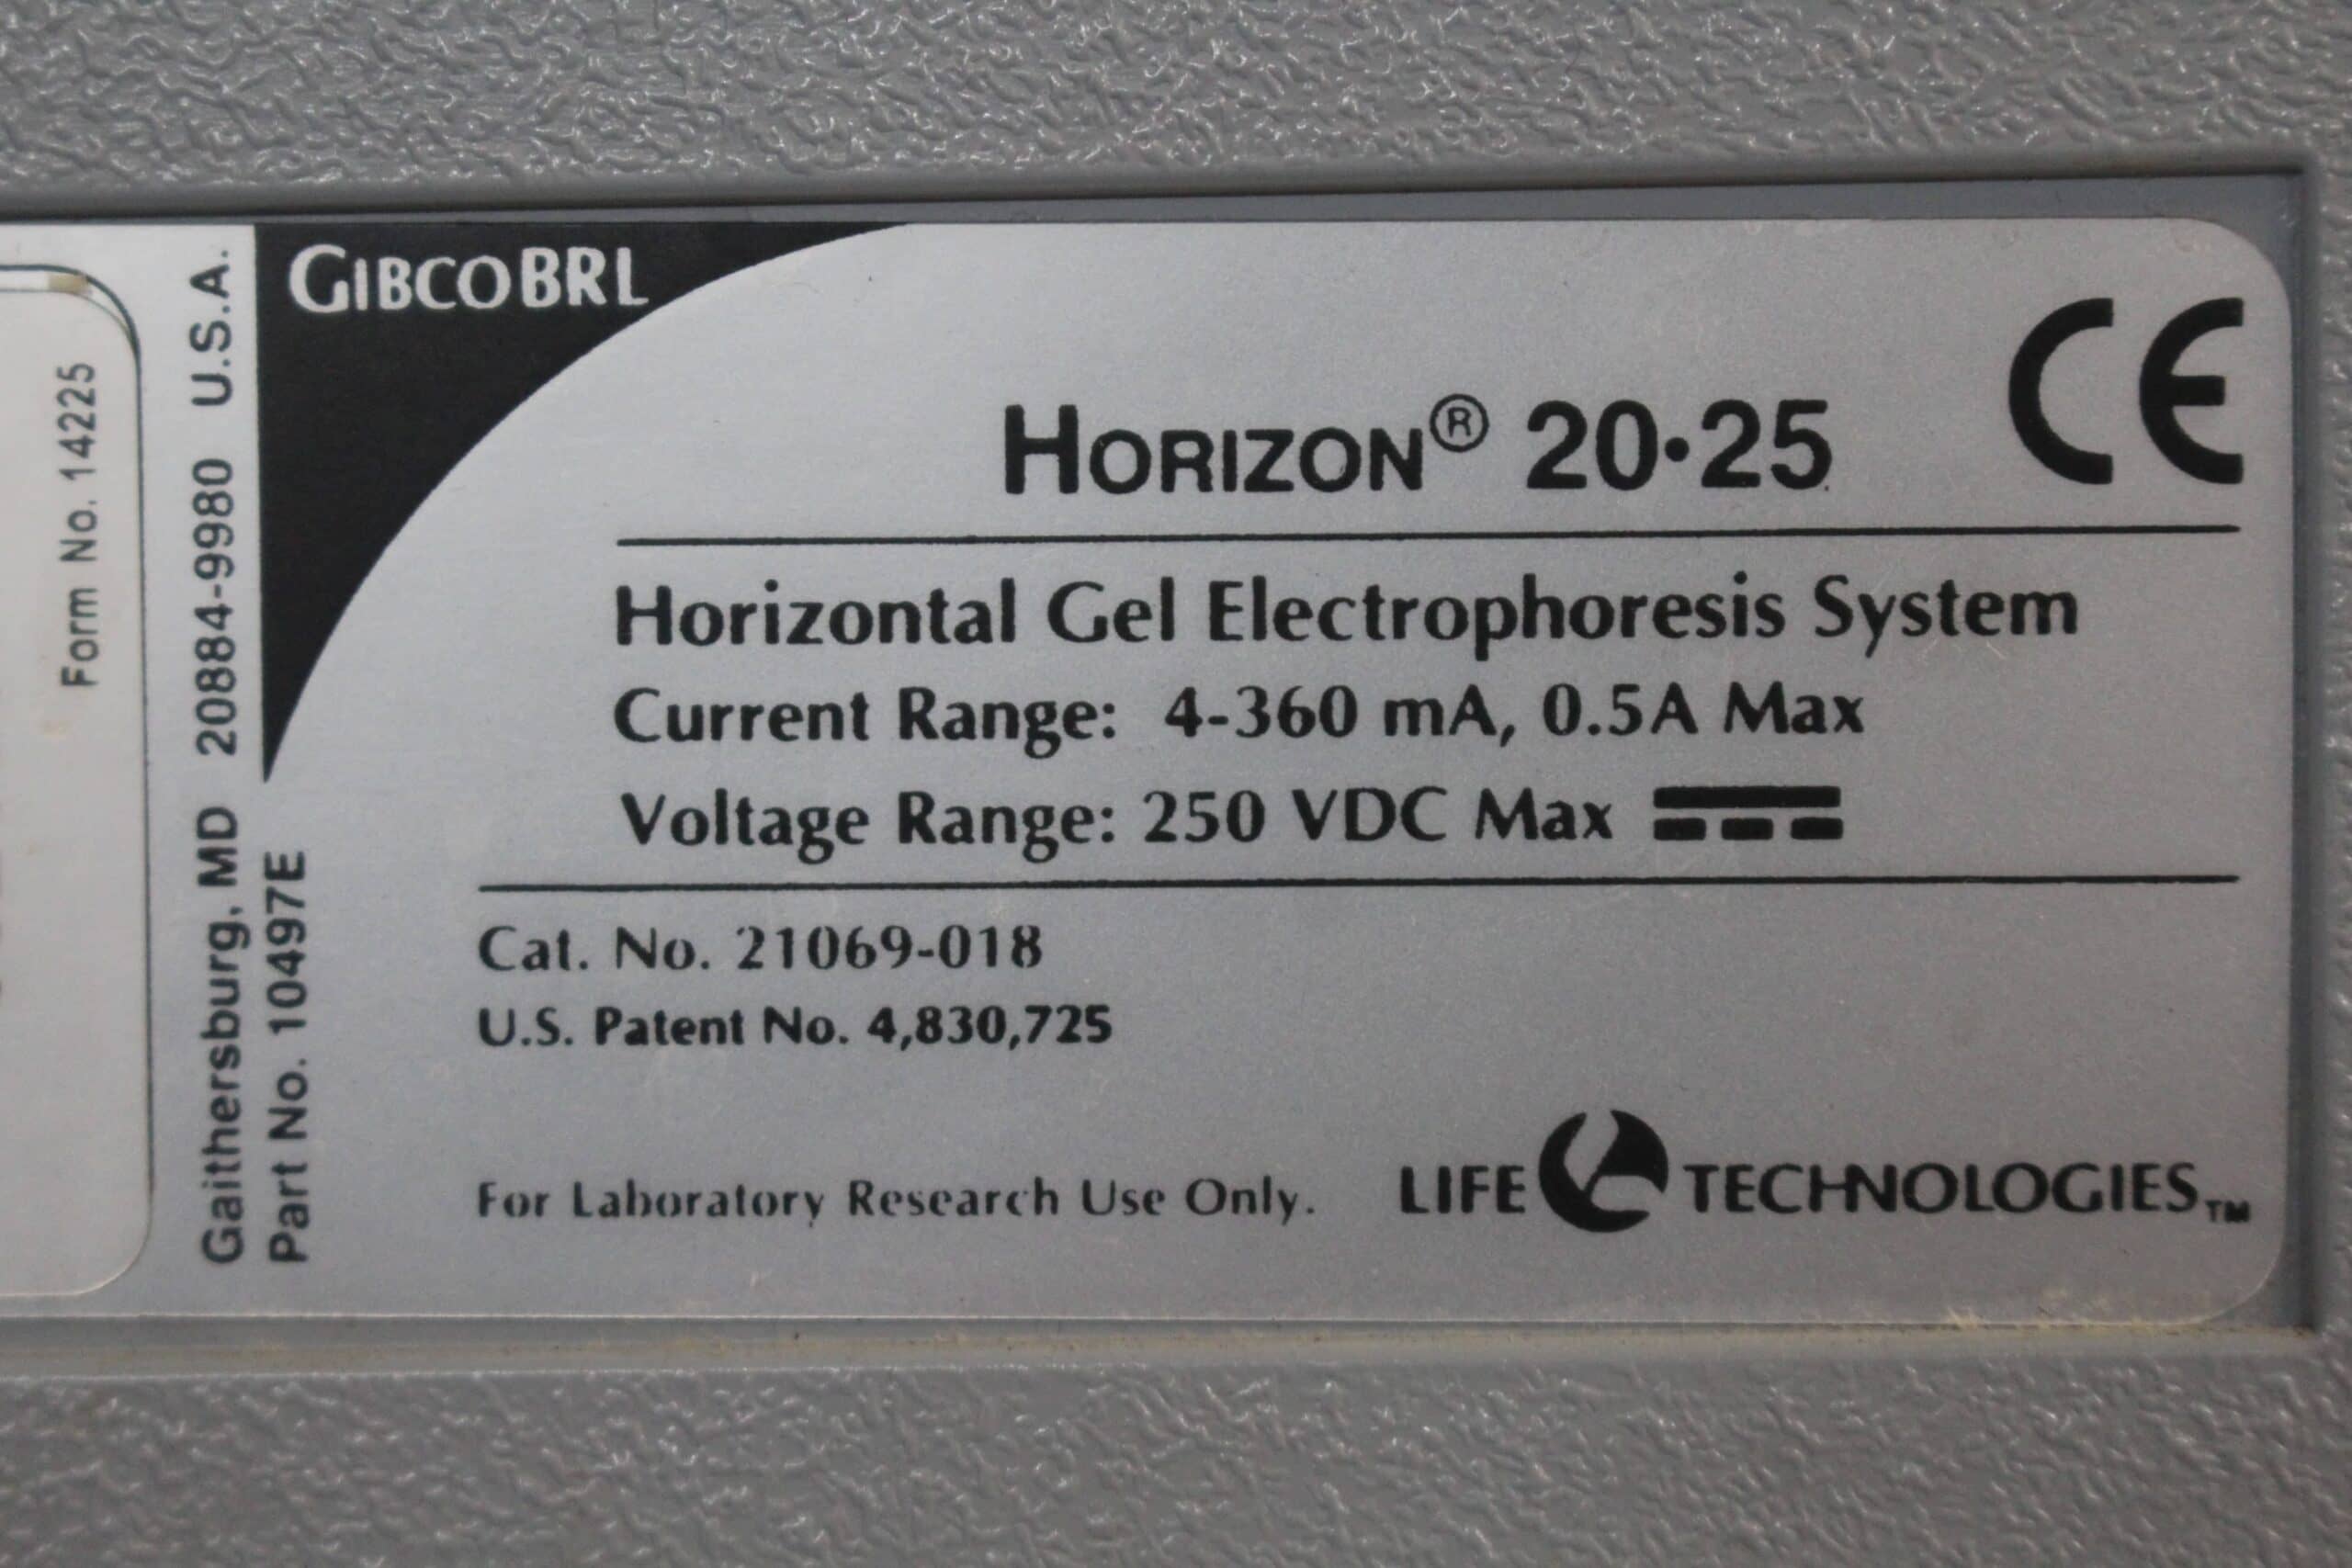 Form No. 14225
Gaithersburg, MD 20884-9980 U.S.A.
Part No. 10497E
GIBCOBRL
HORIZON® 20•25
CE
Horizontal Gel Electrophoresis System
Current Range: 4-360 mA, 0.5A Max
Voltage Range: 250 VDC Max
Cat. No. 21069-018
U.S. Patent No. 4,830,725
For Laboratory Research Use Only.
LIFE TECHNOLOGIES™